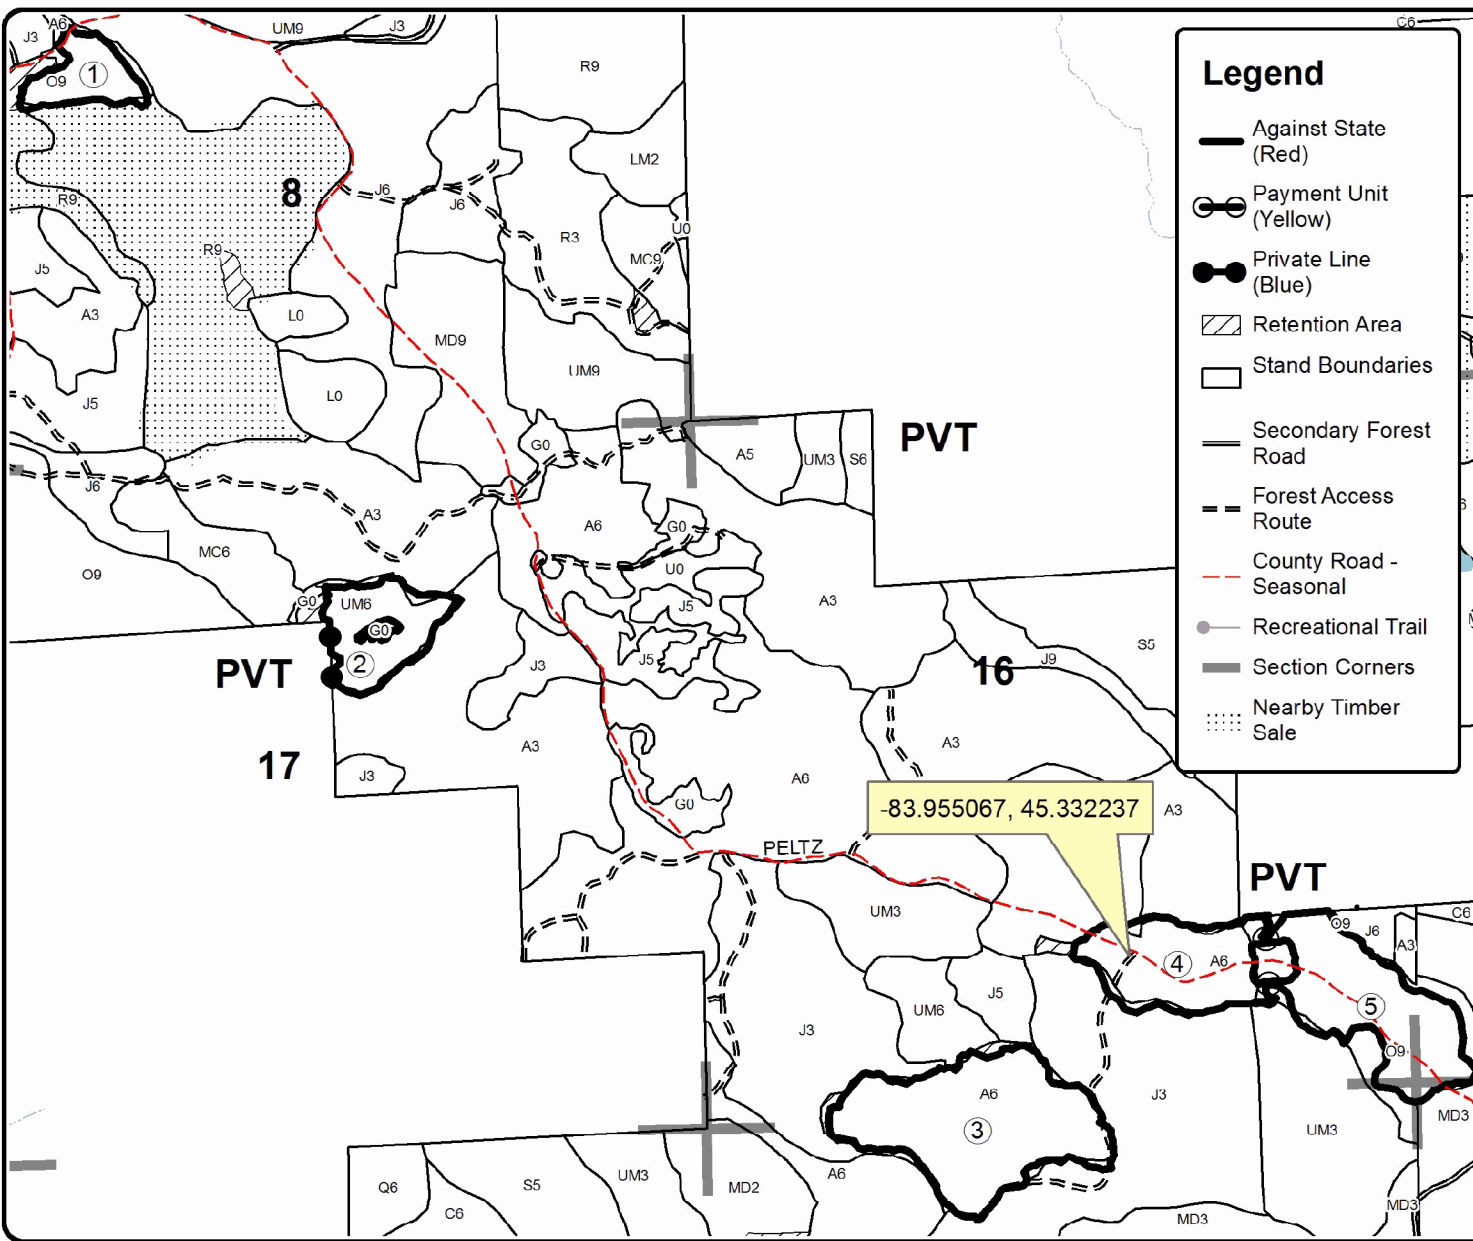 A6
UM9
J3
C6
J3
O9
1
R9
LM2
8
J6
J6
R9
R3
U0
R9
MC9
J5
A3
L0
MD9
UM9
L0
J5
G0
A5
UM3
S6
PVT
J6
A3
A6
G0
MC6
O9
U0
G0
UM6
G0
J5
A3
S5
J9
J5
J3
2
PVT
16
17
A3
A3
J3
A6
G0
-83.955067, 45.332237
A3
PELTZ
PVT
UM3
O9
J6
C6
A3
4
A6
J5
UM6
5
J3
O9
A6
J3
3
UM3
MD3
A6
UM3
Q6
S5
MD2
C6
MD3
MD3
Legend
Against State
(Red)
Payment Unit
(Yellow)
Private Line
(Blue)
Retention Area
Stand Boundaries
Secondary Forest
Road
Forest Access
Route
County Road -
Seasonal
Recreational Trail
Section Corners
Nearby Timber
Sale